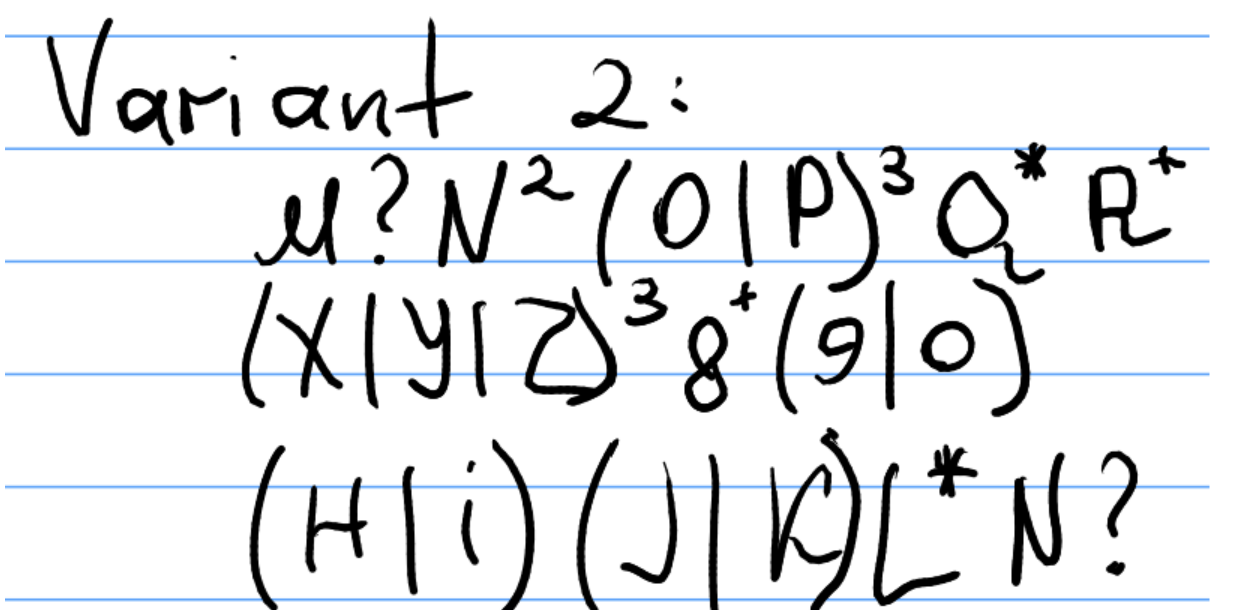 Variant 2:
M?N²(O|P)³Q*R⁺
(X|Y|Z)³8⁺(9|0)
(H|i)(J|K)L*N?